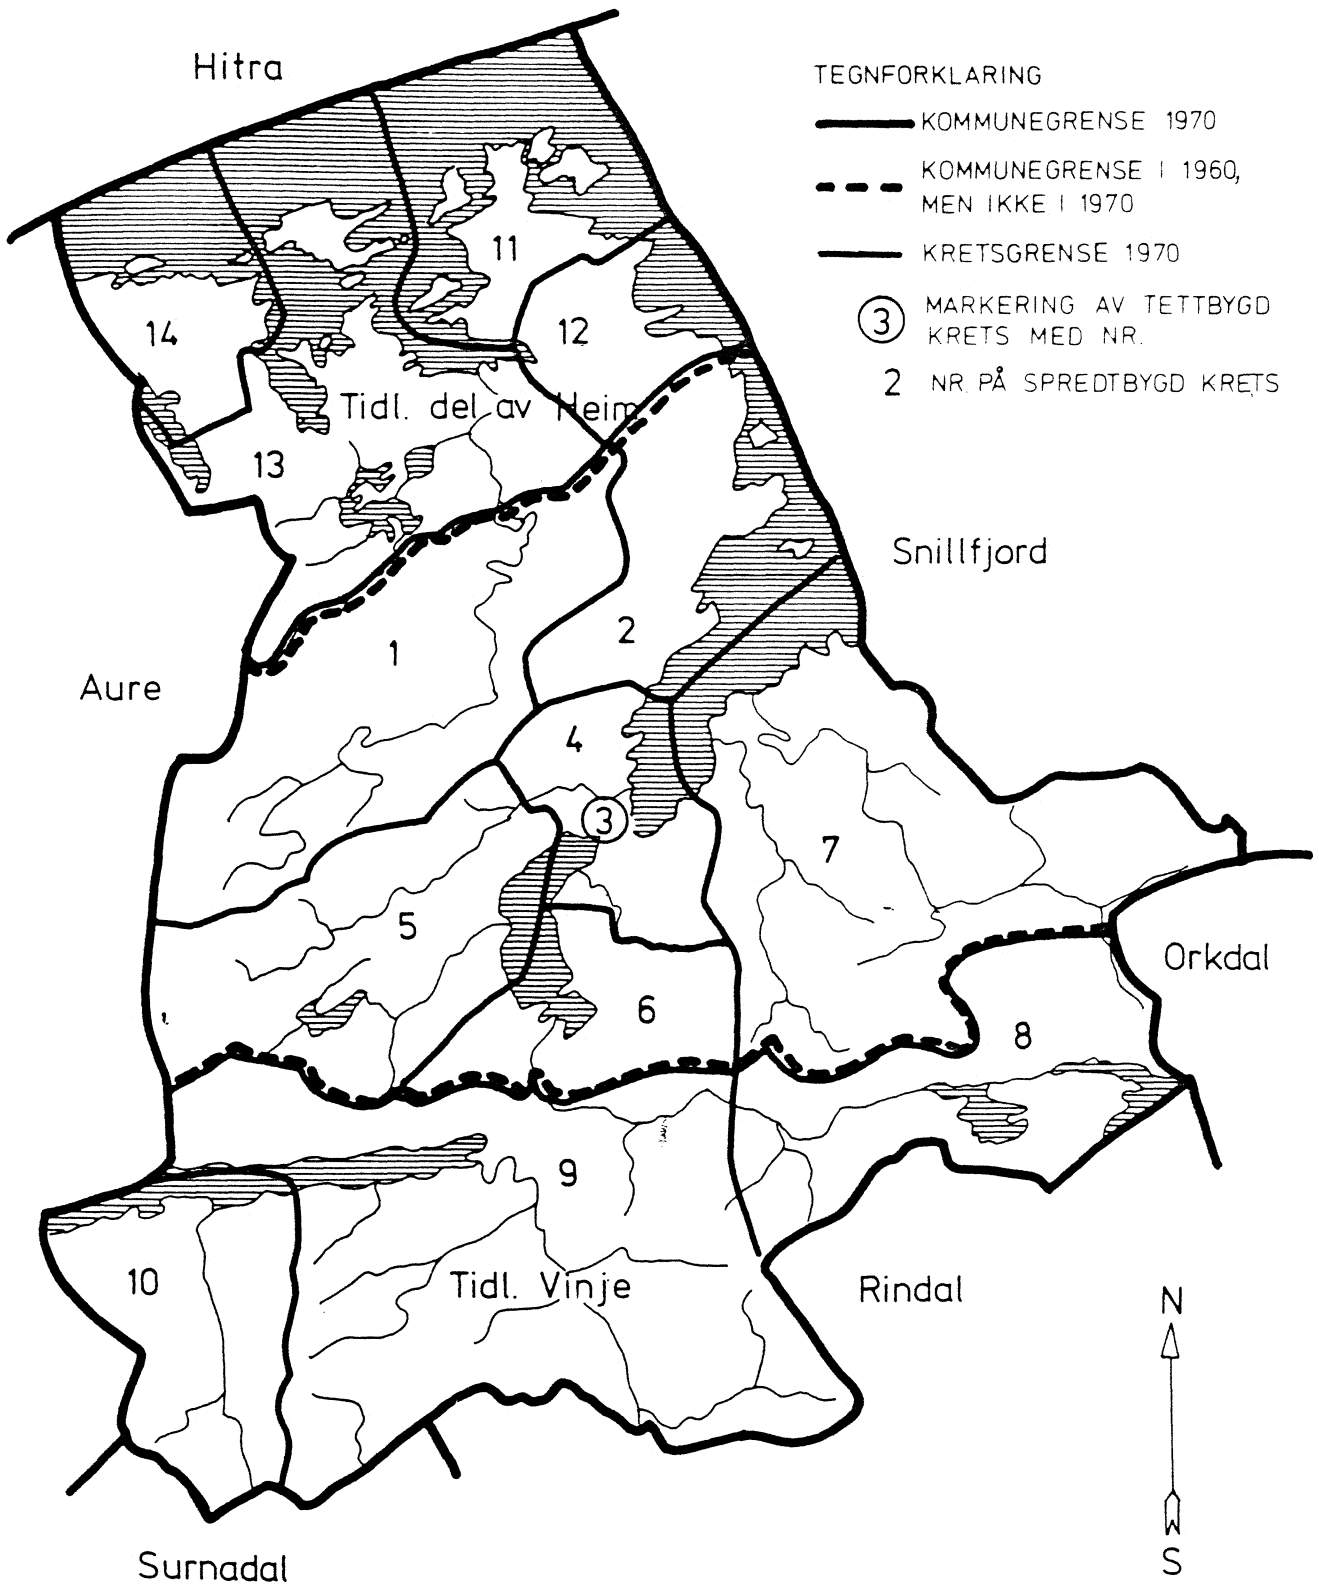 Hitra
TEGNFORKLARING
KOMMUNEGRENSE 1970
KOMMUNEGRENSE I 1960,
MEN IKKE I 1970
KRETSGRENSE 1970
3 MARKERING AV TETTBYGD
KRETS MED NR.
2 NR. PÅ SPREDTBYGD KRETS
11
12
14
Tidl. del av Heim
13
Snillfjord
2
1
Aure
4
3
7
5
Orkdal
6
8
9
10
Tidl. Vinje
Rindal
N
S
Surnadal